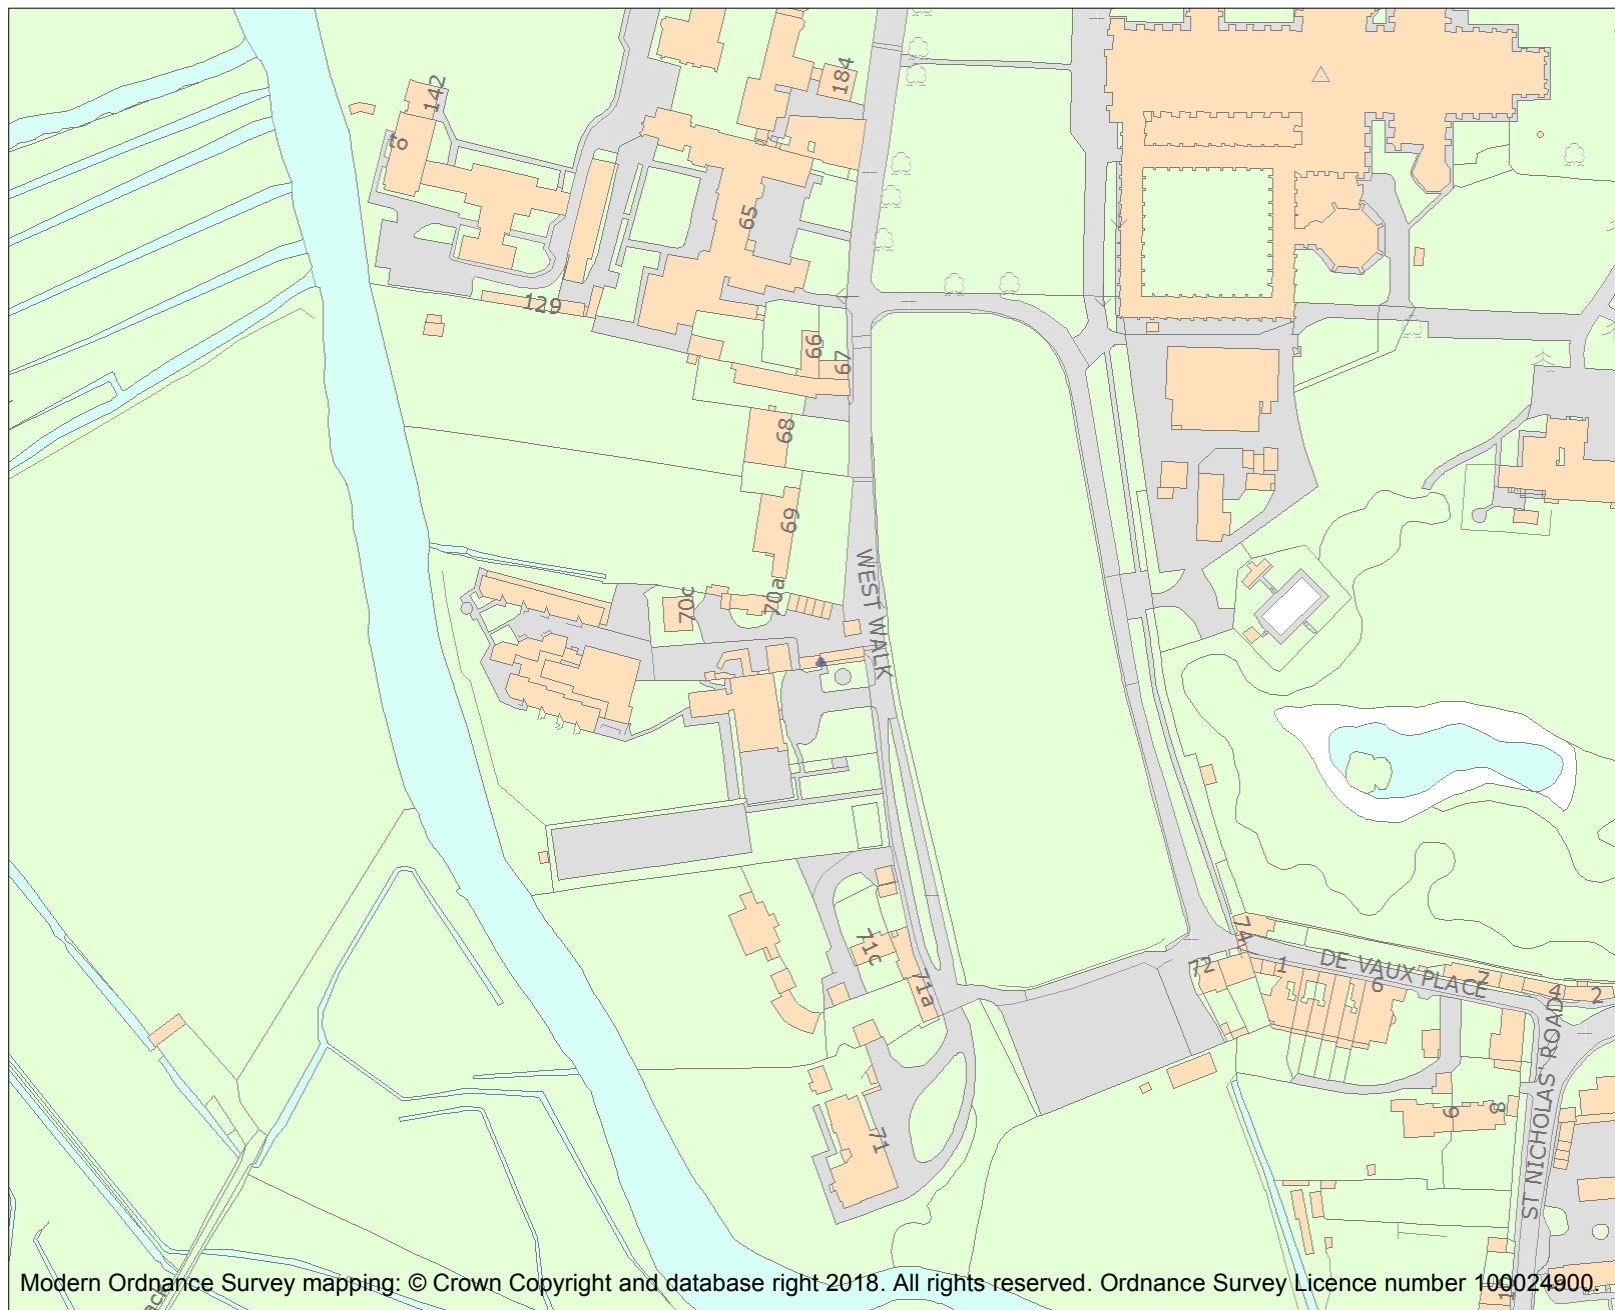 142
184
6
65
129
66
67
68
69
WEST WALK
70c
70a
71c
71a
74
72
1
DE VAUX PLACE
6
7
4
2
ST NICHOLAS' ROAD
71
6
8
Modern Ordnance Survey mapping: © Crown Copyright and database right 2018. All rights reserved. Ordnance Survey Licence number 100024900.